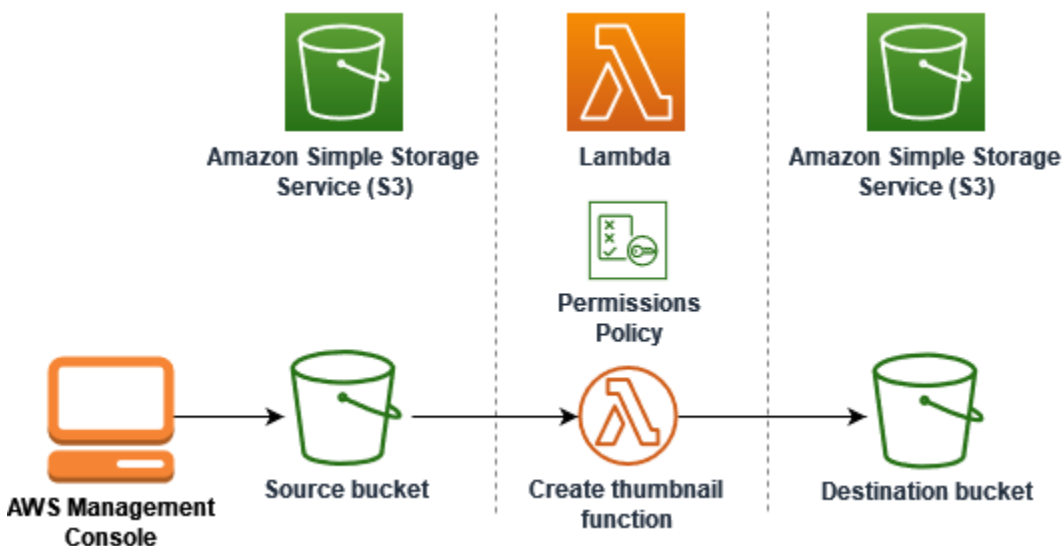 Amazon Simple Storage
Service (S3)
Lambda
Amazon Simple Storage
Service (S3)
Permissions
Policy
AWS Management
Console
Source bucket
Create thumbnail
function
Destination bucket